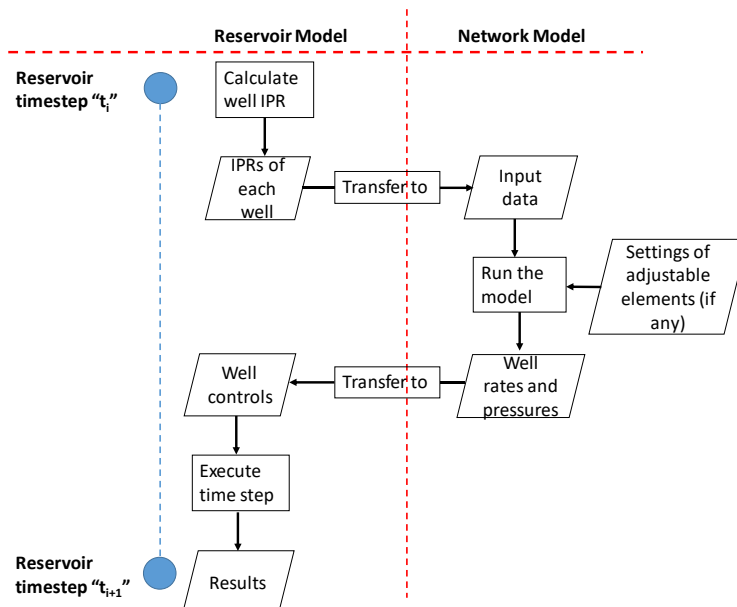 Reservoir Model
Network Model
Reservoir
timestep “ti”
Calculate
well IPR
IPRs of
each
well
Transfer to
Input
data
Run the
model
Settings of
adjustable
elements (if
any)
Well
rates and
pressures
Transfer to
Well
controls
Execute
time step
Reservoir
timestep “ti+1”
Results